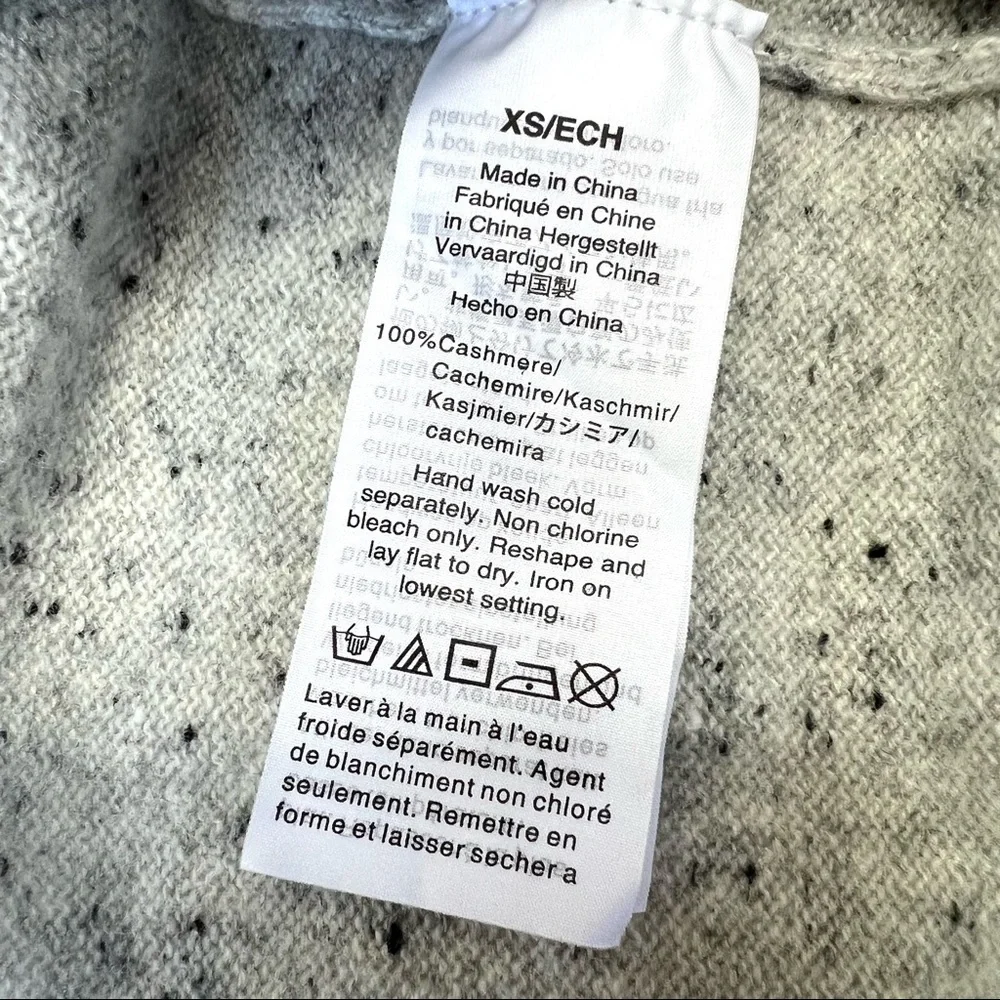 XS/ECH
Made in China
Fabriqué en Chine
in China Hergestellt
Vervaardigd in China
中国製
Hecho en China
100%Cashmere/
Cachemire/Kaschmir/
Kasjmier/カシミア/
cachemira
Hand wash cold
separately. Non chlorine
bleach only. Reshape and
lay flat to dry. Iron on
lowest setting.
Laver à la main à l'eau
froide séparément. Agent
de blanchiment non chloré
seulement. Remettre en
forme et laisser secher a